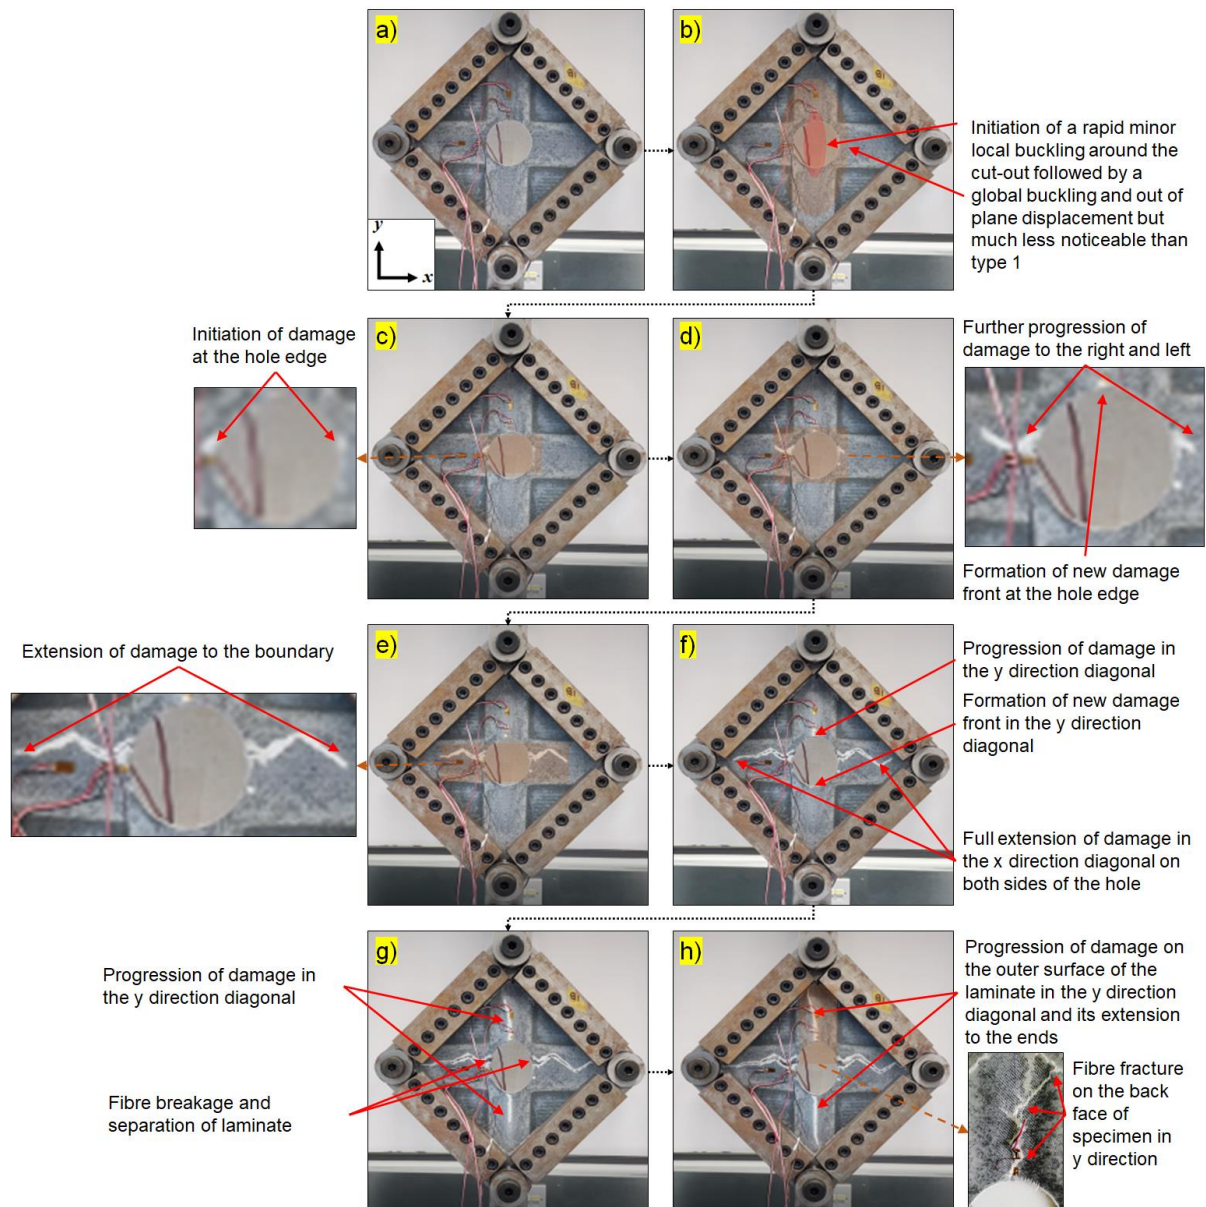 a)
b)
Initiation of a rapid minor
local buckling around the
cut-out followed by a
global buckling and out of
plane displacement but
much less noticeable than
type 1
y
x
Initiation of damage
at the hole edge
c)
d)
Further progression of
damage to the right and left
Formation of new damage
front at the hole edge
Extension of damage to the boundary
e)
f)
Progression of damage in
the y direction diagonal
Formation of new damage
front in the y direction
diagonal
Full extension of damage in
the x direction diagonal on
both sides of the hole
g)
h)
Progression of damage in
the y direction diagonal
Fibre breakage and
separation of laminate
Progression of damage on
the outer surface of the
laminate in the y direction
diagonal and its extension
to the ends
Fibre fracture
on the back
face of
specimen in
y direction